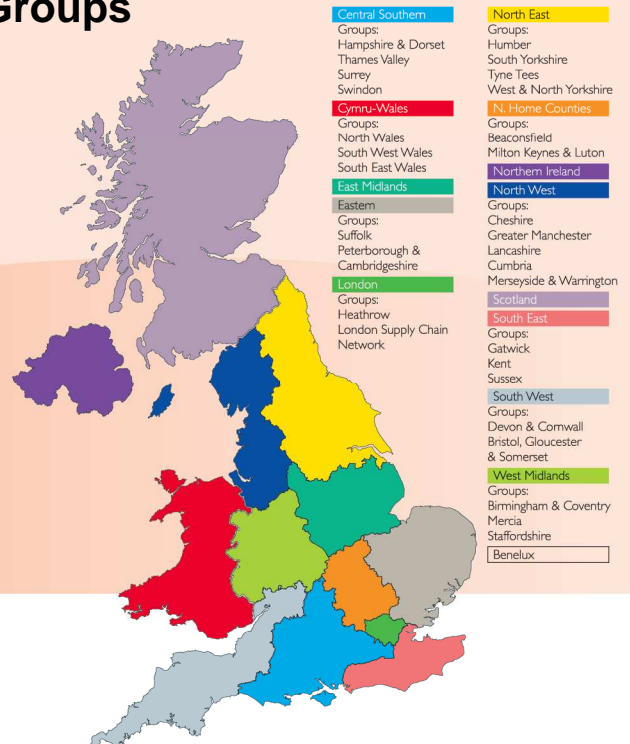 Groups
Central Southern
Groups:
Hampshire & Dorset
Thames Valley
Surrey
Swindon
Cymru-Wales
Groups:
North Wales
South West Wales
South East Wales
East Midlands
Eastern
Groups:
Suffolk
Peterborough &
Cambridgeshire
London
Groups:
Heathrow
London Supply Chain
Network
North East
Groups:
Humber
South Yorkshire
Tyne Tees
West & North Yorkshire
N. Home Counties
Groups:
Beaconsfield
Milton Keynes & Luton
Northern Ireland
North West
Groups:
Cheshire
Greater Manchester
Lancashire
Cumbria
Merseyside & Warrington
Scotland
South East
Groups:
Gatwick
Kent
Sussex
South West
Groups:
Devon & Cornwall
Bristol, Gloucester
& Somerset
West Midlands
Groups:
Birmingham & Coventry
Mercia
Staffordshire
Benelux